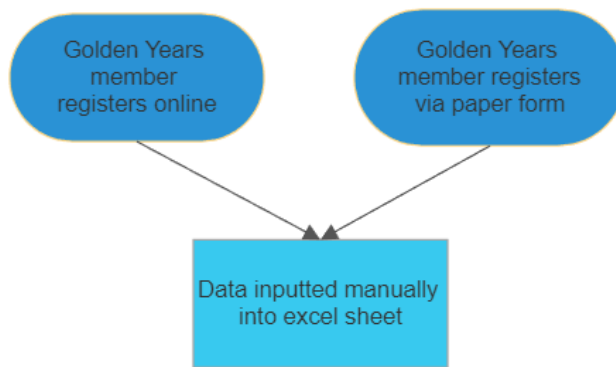 Golden Years
member
registers online
Golden Years
member registers
via paper form
Data inputted manually
into excel sheet